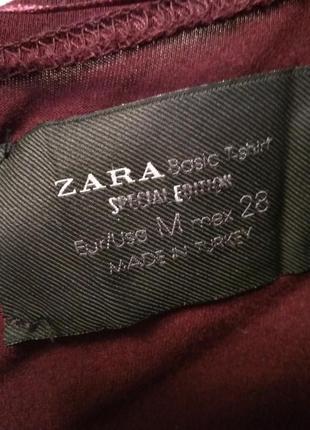 ZARA Basic T-shirt
SPECIAL EDITION
Eur/Usa M mex 28
MADE IN TURKEY